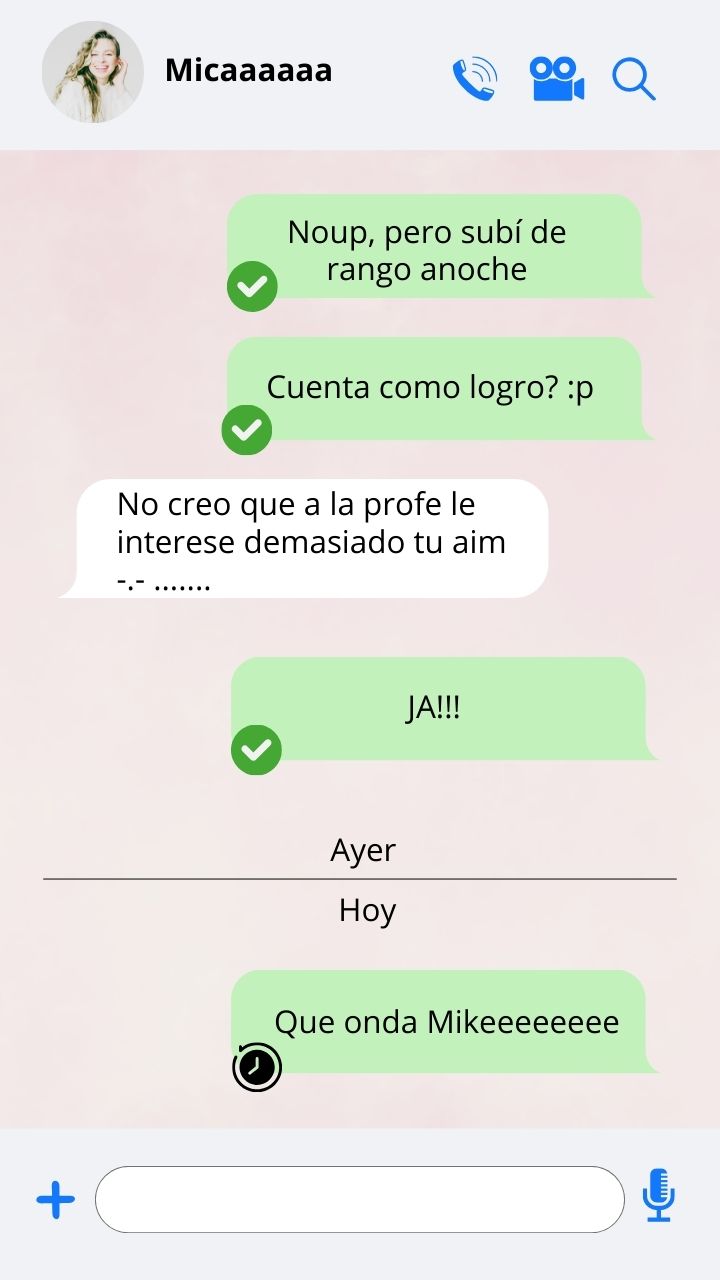 Micaaaaaa
Noup, pero subí de
rango anoche
Cuenta como logro? :p
No creo que a la profe le
interese demasiado tu aim
-.- .......
JA!!!
Ayer
Hoy
Que onda Mikeeeeeeee